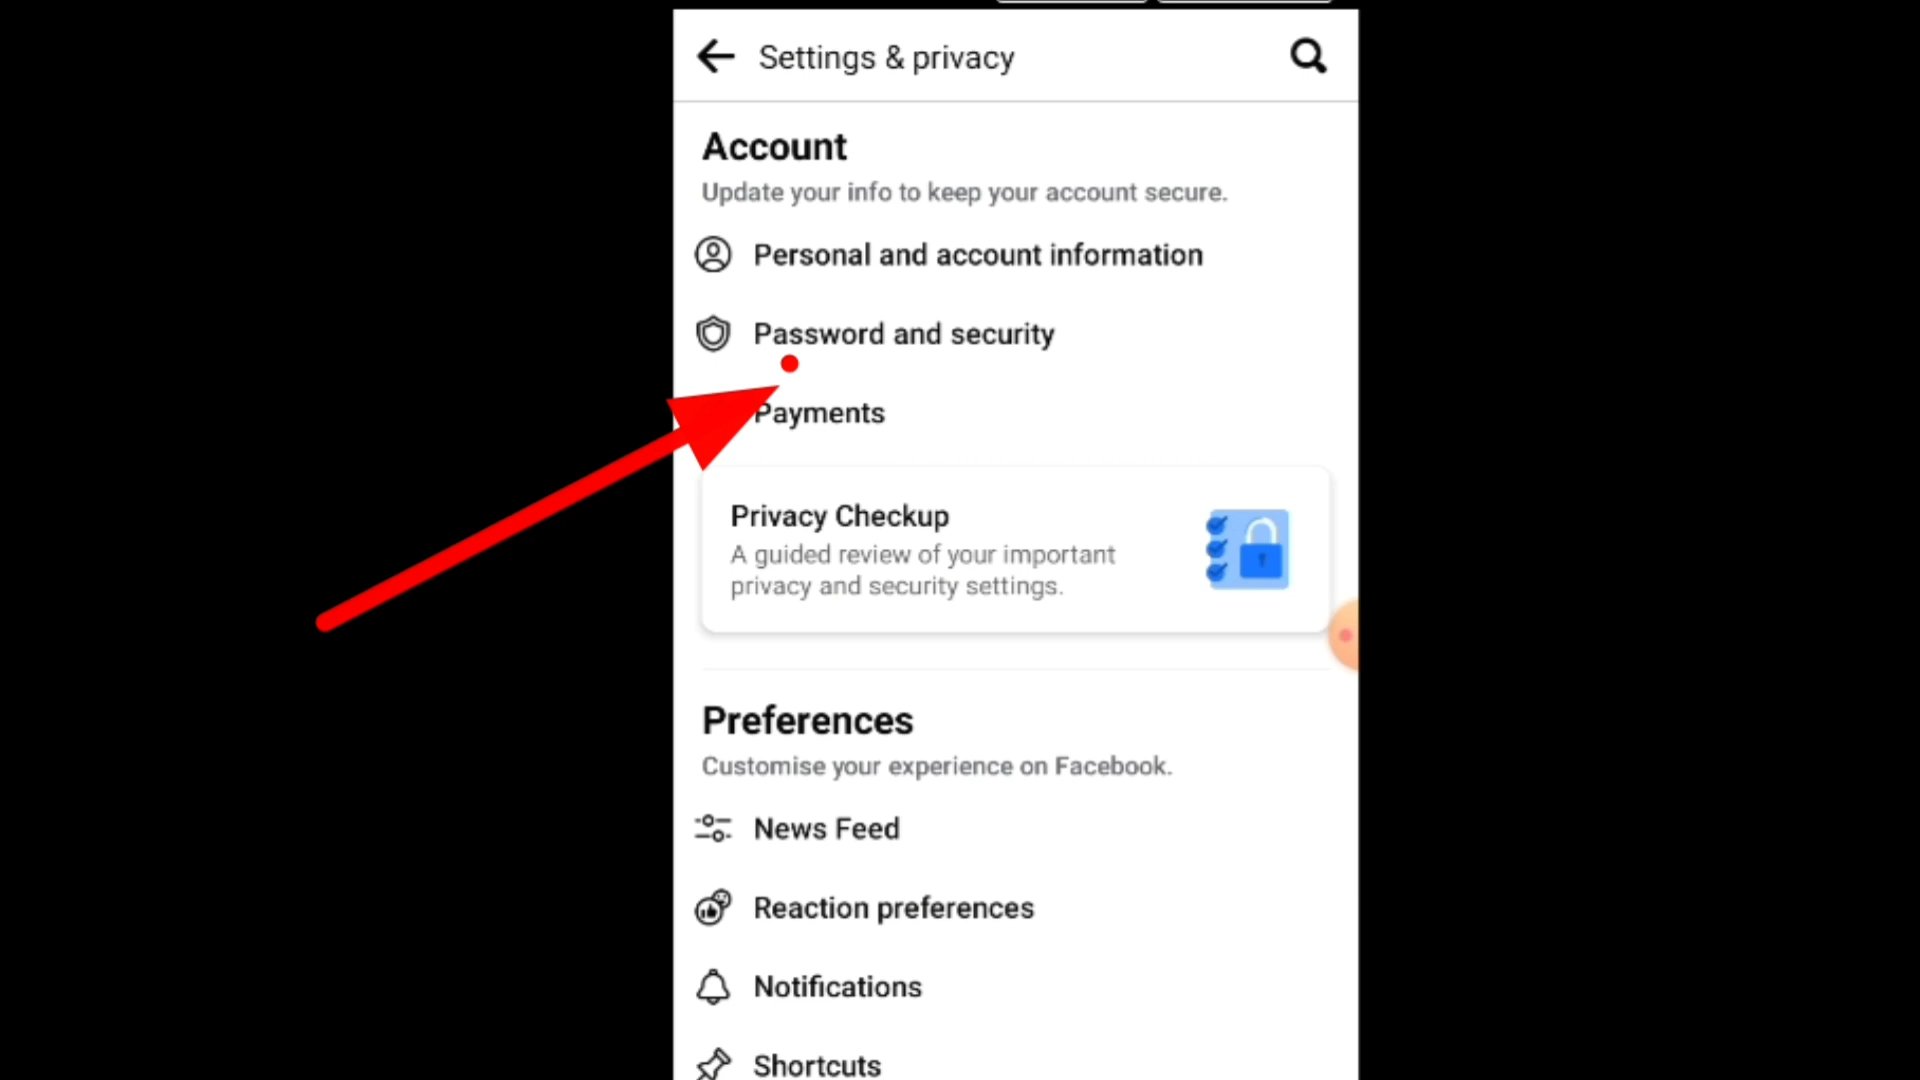 Settings & privacy
Account
Update your info to keep your account secure.
Personal and account information
Password and security
Payments
Privacy Checkup
A guided review of your important
privacy and security settings.
Preferences
Customise your experience on Facebook.
News Feed
Reaction preferences
Notifications
Shortcuts